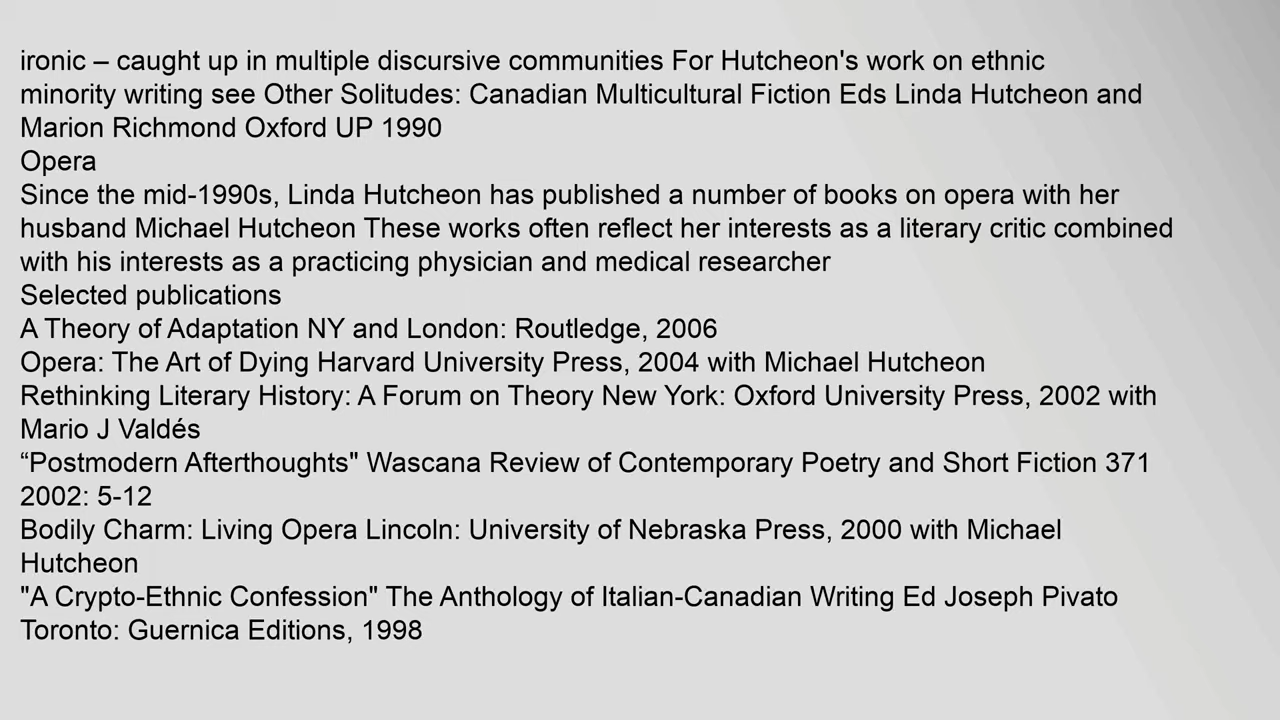 ironic – caught up in multiple discursive communities For Hutcheon's work on ethnic
minority writing see Other Solitudes: Canadian Multicultural Fiction Eds Linda Hutcheon and
Marion Richmond Oxford UP 1990
Opera
Since the mid-1990s, Linda Hutcheon has published a number of books on opera with her
husband Michael Hutcheon These works often reflect her interests as a literary critic combined
with his interests as a practicing physician and medical researcher
Selected publications
A Theory of Adaptation NY and London: Routledge, 2006
Opera: The Art of Dying Harvard University Press, 2004 with Michael Hutcheon
Rethinking Literary History: A Forum on Theory New York: Oxford University Press, 2002 with
Mario J Valdés
“Postmodern Afterthoughts" Wascana Review of Contemporary Poetry and Short Fiction 371
2002: 5-12
Bodily Charm: Living Opera Lincoln: University of Nebraska Press, 2000 with Michael
Hutcheon
"A Crypto-Ethnic Confession" The Anthology of Italian-Canadian Writing Ed Joseph Pivato
Toronto: Guernica Editions, 1998